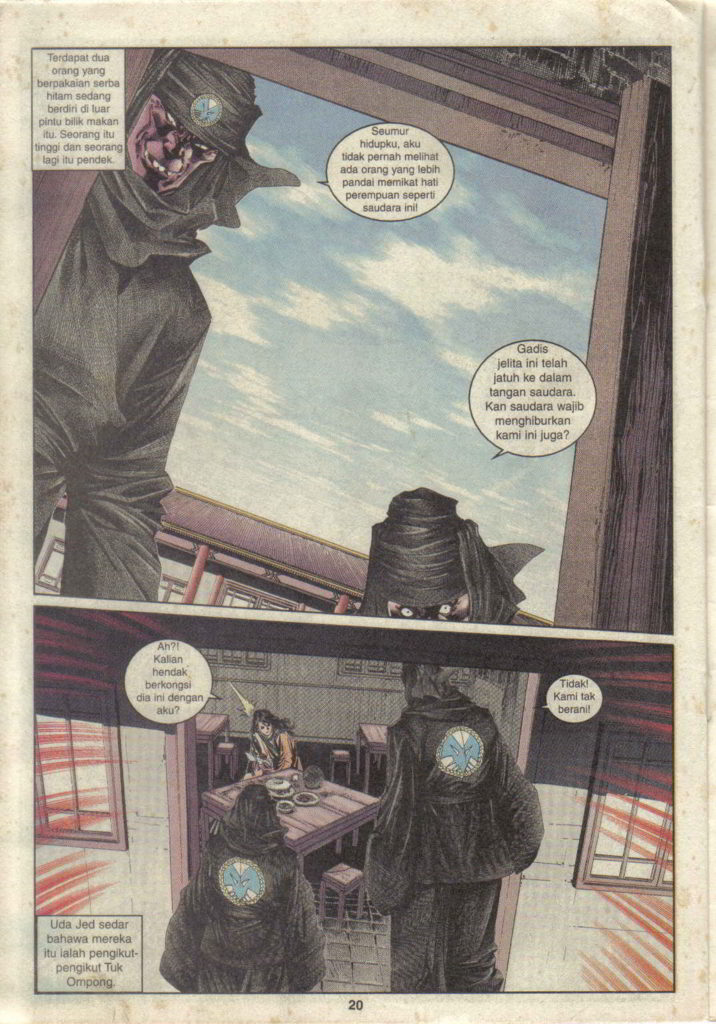 Terdapat dua
orang yang
berpakaian serba
hitam sedang
berdiri di luar
pintu bilik makan
itu. Seorang itu
tinggi dan seorang
lagi itu pendek.
Seumur
hidupku, aku
tidak pernah melihat
ada orang yang lebih
pandai memikat hati
perempuan seperti
saudara ini!
Gadis
jelita ini telah
jatuh ke dalam
tangan saudara.
Kan saudara wajib
menghiburkan
kami ini juga?
Ah?!
Kalian
hendak
berkongsi
dia ini dengan
aku?
Tidak!
Kami tak
berani!
Uda Jed sedar
bahawa mereka
itu ialah pengikut-
pengikut Tuk
Ompong.
20